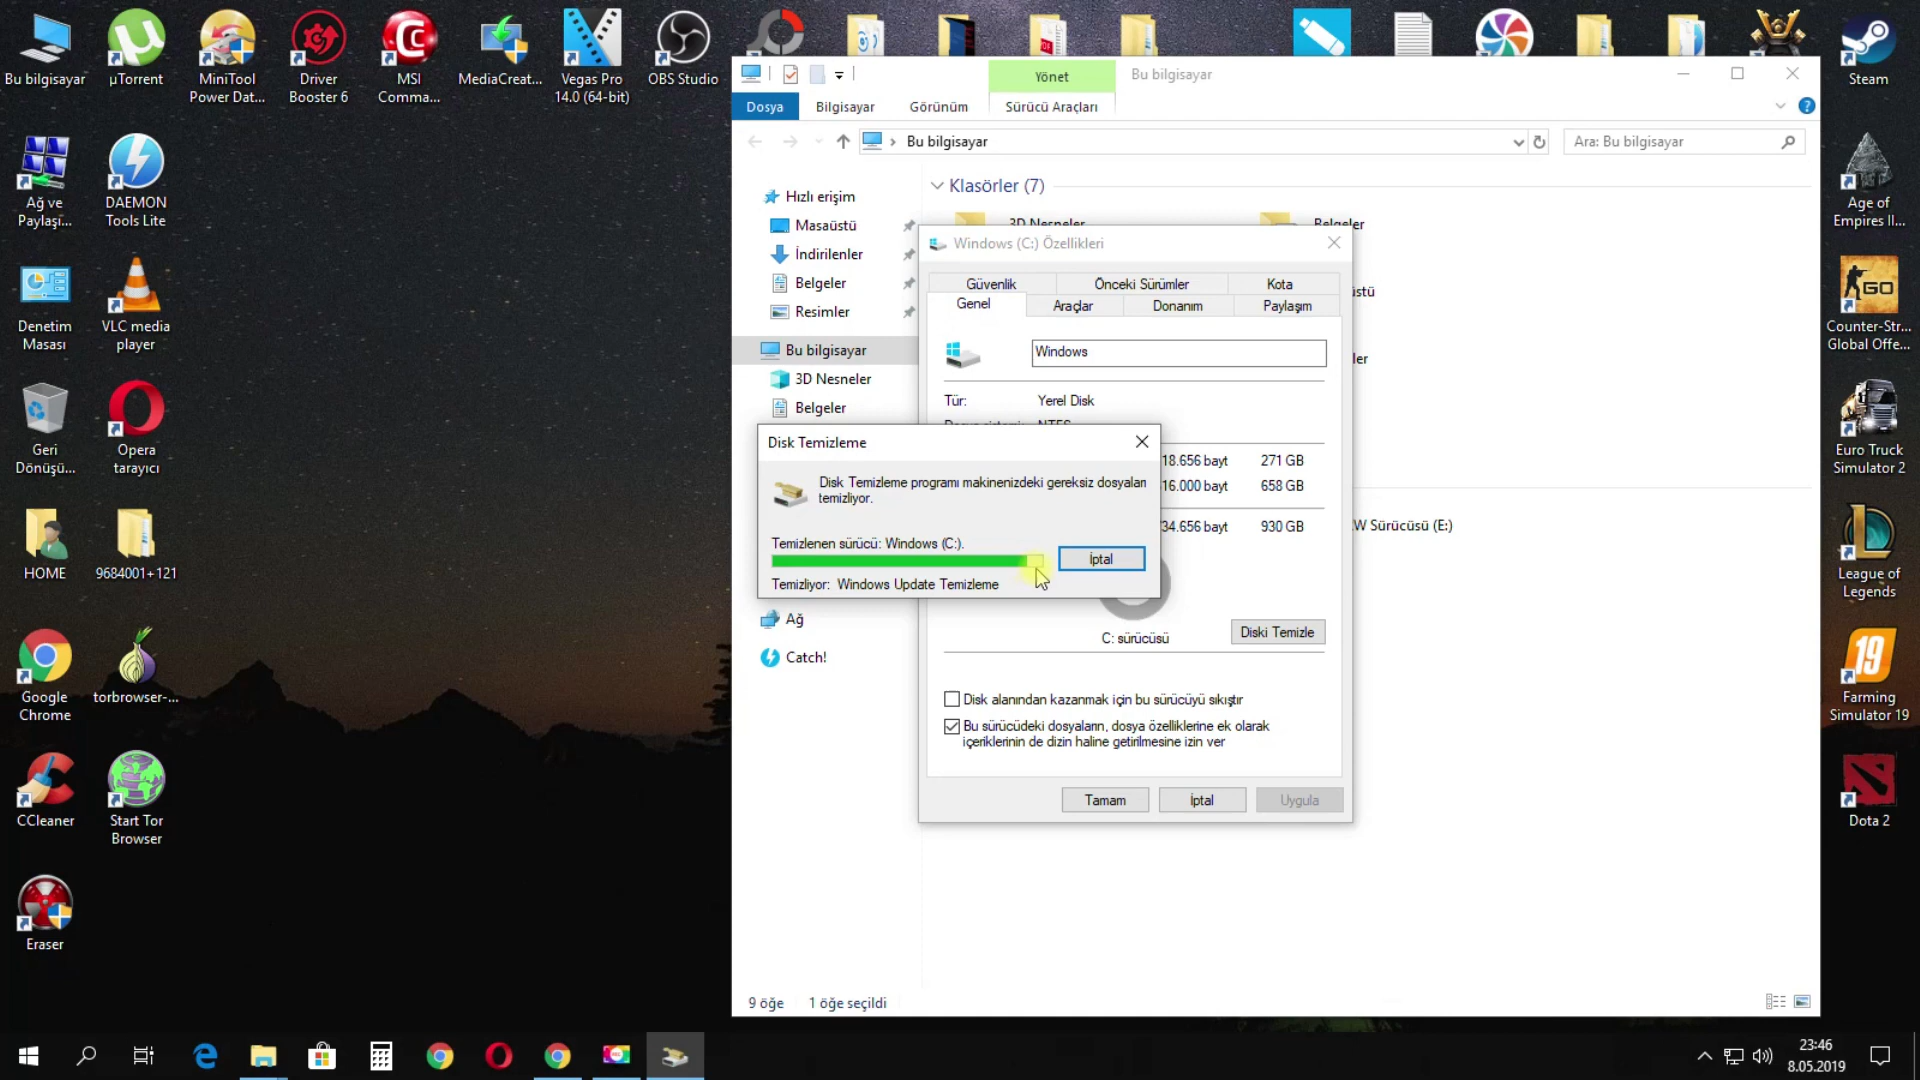 Bu bilgisayar
µTorrent
MiniTool
Power Dat...
Driver
Booster 6
MSI
Comma...
MediaCreat...
Vegas Pro
14.0 (64-bit)
OBS Studio
Steam
Ağ ve
Paylaşı...
DAEMON
Tools Lite
Age of
Empires II...
Denetim
Masası
VLC media
player
GO
Counter-Str...
Global Offe...
Geri
Dönüşü...
Opera
tarayıcı
Euro Truck
Simulator 2
HOME
9684001+121
League of
Legends
Google
Chrome
torbrowser-...
19
Farming
Simulator 19
CCleaner
Start Tor
Browser
Dota 2
Eraser
Yönet
Bu bilgisayar
Dosya
Bilgisayar
Görünüm
Sürücü Araçları
Bu bilgisayar
Ara: Bu bilgisayar
Hızlı erişim
Masaüstü
İndirilenler
Belgeler
Resimler
Bu bilgisayar
3D Nesneler
Belgeler
Ağ
Catch!
Klasörler (7)
3D Nesneler
Belgeler
üstü
ler
W Sürücüsü (E:)
9 öğe
1 öğe seçildi
Windows (C:) Özellikleri
Güvenlik
Önceki Sürümler
Kota
Genel
Araçlar
Donanım
Paylaşım
Windows
Tür:
Yerel Disk
18.656 bayt
271 GB
16.000 bayt
658 GB
34.656 bayt
930 GB
C: sürücüsü
Diski Temizle
Disk alanından kazanmak için bu sürücüyü sıkıştır
Bu sürücüdeki dosyaların, dosya özelliklerine ek olarak
içeriklerinin de dizin haline getirilmesine izin ver
Tamam
İptal
Uygula
Disk Temizleme
Disk Temizleme programı makinenizdeki gereksiz dosyaları
temizliyor.
Temizlenen sürücü: Windows (C:).
İptal
Temizliyor: Windows Update Temizleme
23:46
8.05.2019